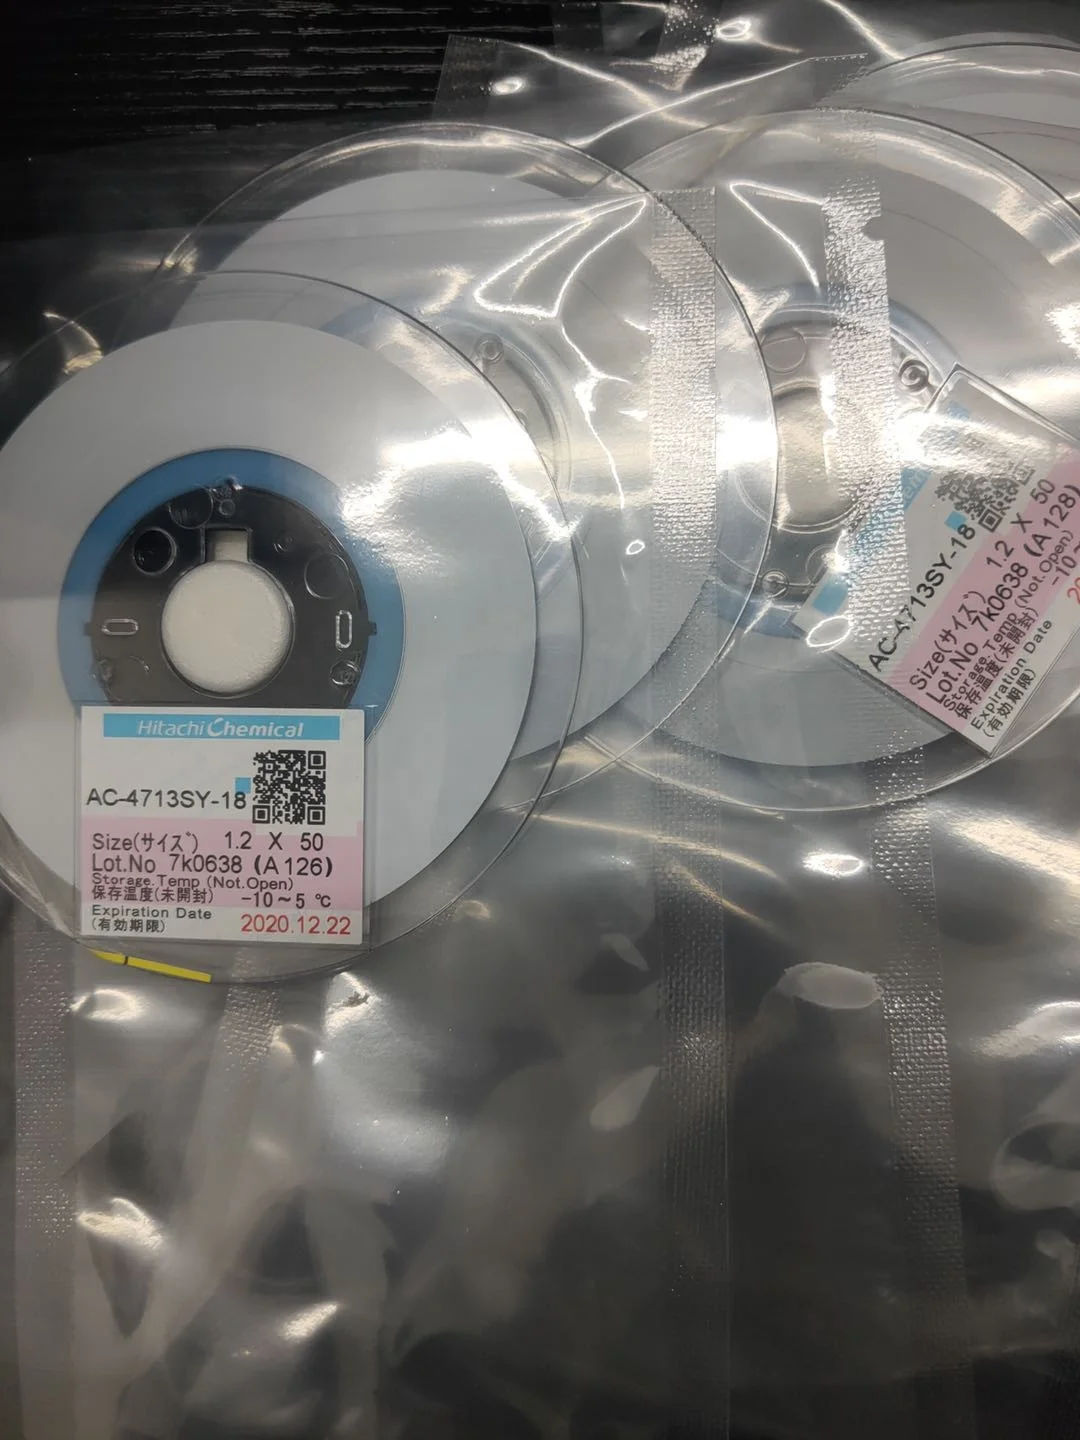 Hitachi Chemical
AC-4713SY-18
Size(サイズ) 1.2 X 50
Lot.No 7k0638 (A126)
Storage.Temp (Not.Open)
保存温度(未開封) -10~5 ℃
Expiration Date
(有効期限) 2020.12.22
AC-4713SY-18
Size(サイズ) 1.2 X 50
Lot.No 7k0638 (A128)
Storage.Temp (Not.Open)
保存温度(未開封) -10~
Expiration Date
(有効期限)